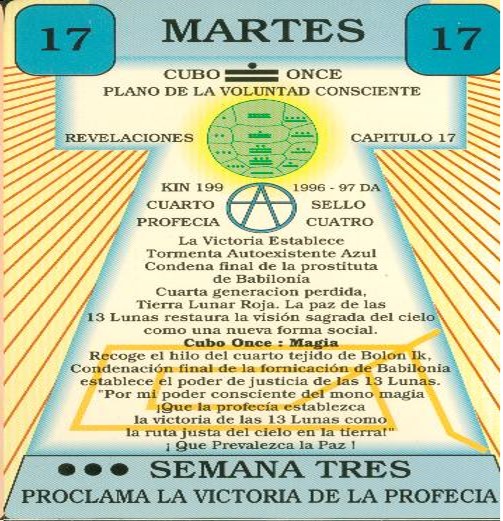 17 MARTES 17
CUBO ONCE
PLANO DE LA VOLUNTAD CONSCIENTE
REVELACIONES CAPITULO 17
KIN 199 1996 - 97 DA
CUARTO SELLO
PROFECIA CUATRO
La Victoria Establece
Tormenta Autoexistente Azul
Condena final de la prostituta
de Babilonia
Cuarta generacion perdida,
Tierra Lunar Roja. La paz de las
13 Lunas restaura la visión sagrada del cielo
como una nueva forma social.
Cubo Once : Magia
Recoge el hilo del cuarto tejido de Bolon Ik,
Condenación final de la fornicación de Babilonia
establece el poder de justicia de las 13 Lunas.
"Por mi poder consciente del mono magia
¡Que la profecía establezca
la victoria de las 13 Lunas como
la ruta justa del cielo en la tierra!"
¡ Que Prevalezca la Paz !
SEMANA TRES
PROCLAMA LA VICTORIA DE LA PROFECIA